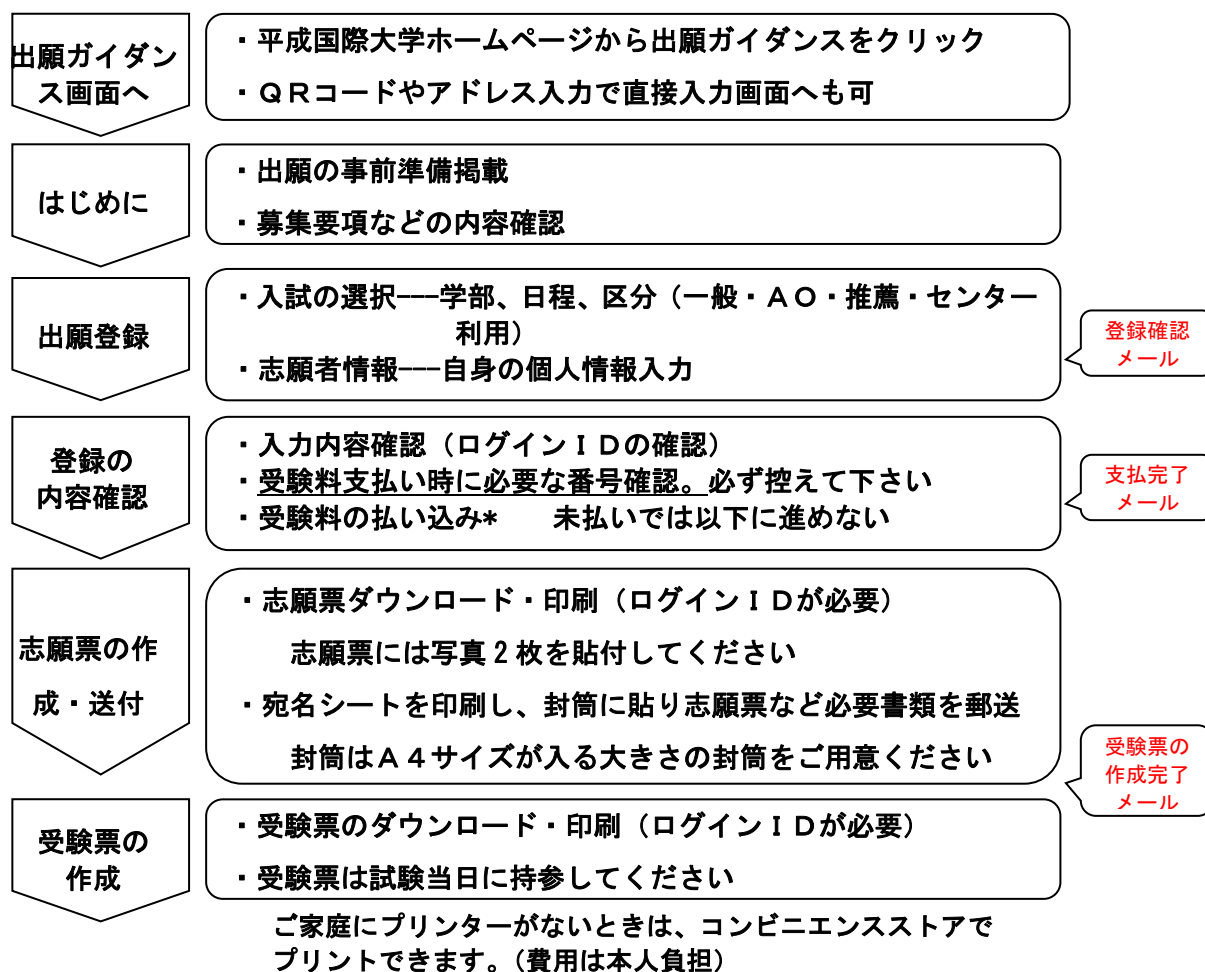 出願ガイダン
ス画面へ
・平成国際大学ホームページから出願ガイダンスをクリック
・ＱＲコードやアドレス入力で直接入力画面へも可
はじめに
・出願の事前準備掲載
・募集要項などの内容確認
出願登録
・入試の選択---学部、日程、区分（一般・ＡＯ・推薦・センター
利用）
・志願者情報---自身の個人情報入力
登録確認
メール
登録の
内容確認
・入力内容確認（ログインＩＤの確認）
・受験料支払い時に必要な番号確認。必ず控えて下さい
・受験料の払い込み*　　未払いでは以下に進めない
支払完了
メール
志願票の作
成・送付
・志願票ダウンロード・印刷（ログインＩＤが必要）
志願票には写真２枚を貼付してください
・宛名シートを印刷し、封筒に貼り志願票など必要書類を郵送
封筒はＡ４サイズが入る大きさの封筒をご用意ください
受験票の
作成完了
メール
受験票の
作成
・受験票のダウンロード・印刷（ログインＩＤが必要）
・受験票は試験当日に持参してください
ご家庭にプリンターがないときは、コンビニエンスストアで
プリントできます。（費用は本人負担）